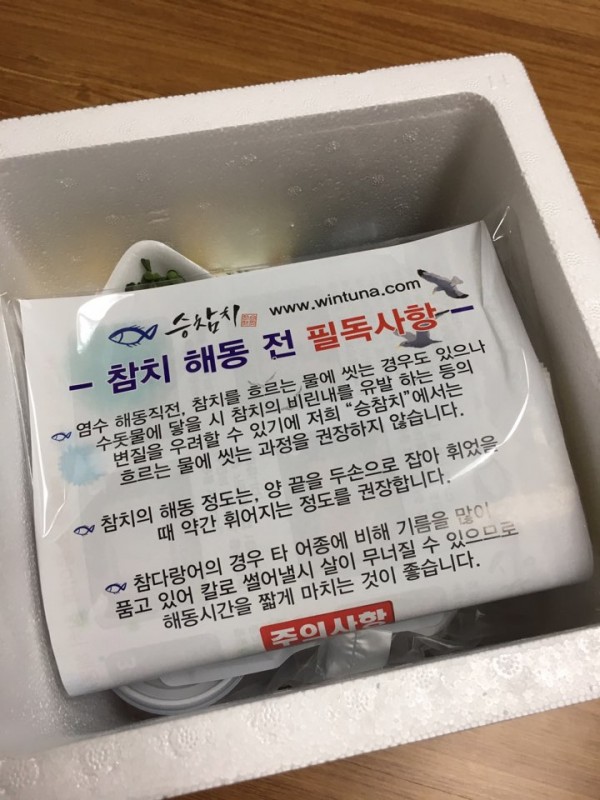 승참치 www.wintuna.com
- 참치 해동 전 필독사항 -
염수 해동직전, 참치를 흐르는 물에 씻는 경우도 있으나
수돗물에 닿을 시 참치의 비린내를 유발 하는 등의
변질을 우려할 수 있기에 저희 "승참치"에서는
흐르는 물에 씻는 과정을 권장하지 않습니다.
참치의 해동 정도는, 양 끝을 두손으로 잡아 휘었을
때 약간 휘어지는 정도를 권장합니다.
참다랑어의 경우 타 어종에 비해 기름을 많이
품고 있어 칼로 썰어낼시 살이 무너질 수 있으므로
해동시간을 짧게 마치는 것이 좋습니다.
주의사항
14